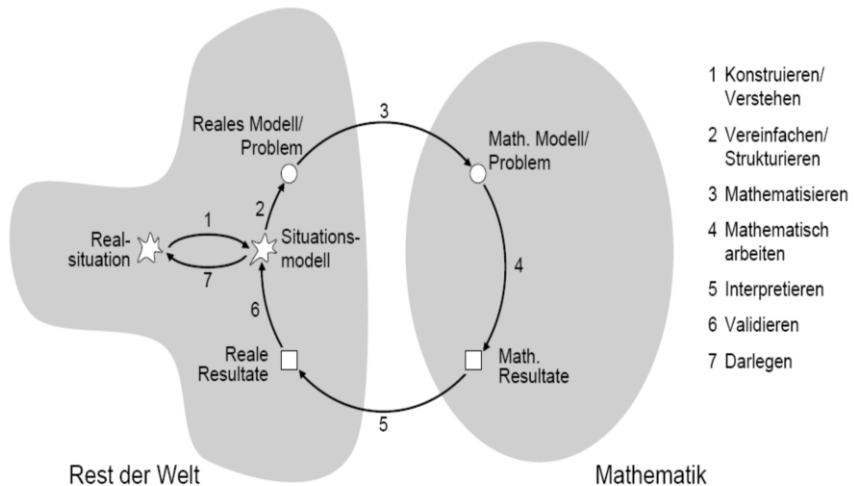 3
Reales Modell/
Problem
Math. Modell/
Problem
1
2
Real-
situation
Situations-
modell
7
4
6
Reale
Resultate
Math.
Resultate
5
Rest der Welt
Mathematik
1 Konstruieren/
Verstehen
2 Vereinfachen/
Strukturieren
3 Mathematisieren
4 Mathematisch
arbeiten
5 Interpretieren
6 Validieren
7 Darlegen